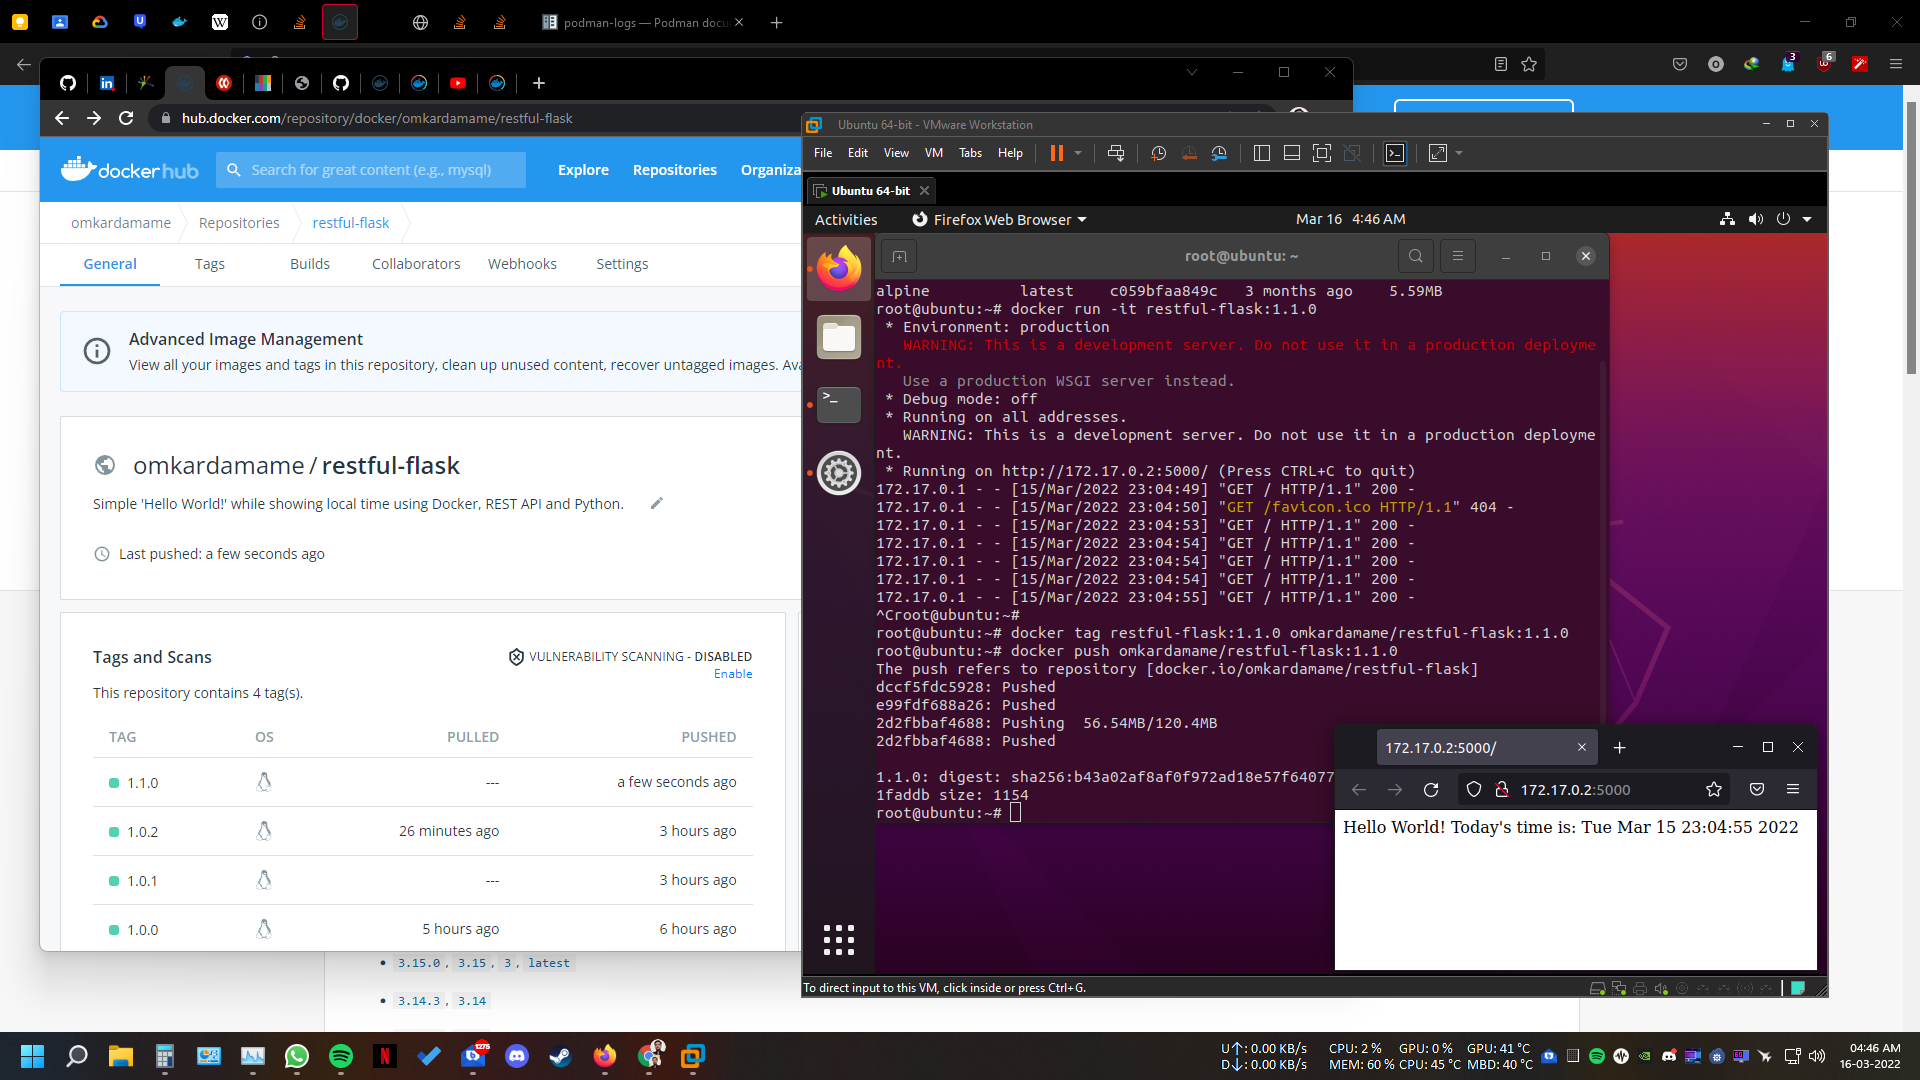 podman-logs — Podman docu
hub.docker.com/repository/docker/omkardamame/restful-flask
docker hub
Search for great content (e.g., mysql)
Explore
Repositories
Organiza
omkardamame
Repositories
restful-flask
General
Tags
Builds
Collaborators
Webhooks
Settings
Advanced Image Management
View all your images and tags in this repository, clean up unused content, recover untagged images. Ava
omkardamame / restful-flask
Simple 'Hello World!' while showing local time using Docker, REST API and Python.
Last pushed: a few seconds ago
Tags and Scans
VULNERABILITY SCANNING - DISABLED
Enable
This repository contains 4 tag(s).
TAG OS PULLED PUSHED
1.1.0 --- a few seconds ago
1.0.2 26 minutes ago 3 hours ago
1.0.1 --- 3 hours ago
1.0.0 5 hours ago 6 hours ago
3.15.0, 3.15, 3, latest
3.14.3, 3.14
Ubuntu 64-bit - VMware Workstation
File Edit View VM Tabs Help
Ubuntu 64-bit
Activities
Firefox Web Browser
Mar 16 4:46 AM
root@ubuntu: ~
alpine latest c059bfaa849c 3 months ago 5.59MB
root@ubuntu:~# docker run -it restful-flask:1.1.0
* Environment: production
WARNING: This is a development server. Do not use it in a production deployme
nt.
Use a production WSGI server instead.
* Debug mode: off
* Running on all addresses.
WARNING: This is a development server. Do not use it in a production deployme
nt.
* Running on http://172.17.0.2:5000/ (Press CTRL+C to quit)
172.17.0.1 - - [15/Mar/2022 23:04:49] "GET / HTTP/1.1" 200 -
172.17.0.1 - - [15/Mar/2022 23:04:50] "GET /favicon.ico HTTP/1.1" 404 -
172.17.0.1 - - [15/Mar/2022 23:04:53] "GET / HTTP/1.1" 200 -
172.17.0.1 - - [15/Mar/2022 23:04:54] "GET / HTTP/1.1" 200 -
172.17.0.1 - - [15/Mar/2022 23:04:54] "GET / HTTP/1.1" 200 -
172.17.0.1 - - [15/Mar/2022 23:04:54] "GET / HTTP/1.1" 200 -
172.17.0.1 - - [15/Mar/2022 23:04:55] "GET / HTTP/1.1" 200 -
^Croot@ubuntu:~#
root@ubuntu:~# docker tag restful-flask:1.1.0 omkardamame/restful-flask:1.1.0
root@ubuntu:~# docker push omkardamame/restful-flask:1.1.0
The push refers to repository [docker.io/omkardamame/restful-flask]
dccf5fdc5928: Pushed
e99fdf688a26: Pushed
2d2fbbaf4688: Pushing 56.54MB/120.4MB
2d2fbbaf4688: Pushed
1.1.0: digest: sha256:b43a02af8af0f972ad18e57f64077
1faddb size: 1154
root@ubuntu:~#
172.17.0.2:5000/
172.17.0.2:5000
Hello World! Today's time is: Tue Mar 15 23:04:55 2022
To direct input to this VM, click inside or press Ctrl+G.
U↑: 0.00 KB/s
D↓: 0.00 KB/s
CPU: 2 % GPU: 0 % GPU: 41 °C
MEM: 60 % CPU: 45 °C MBD: 40 °C
04:46 AM
16-03-2022